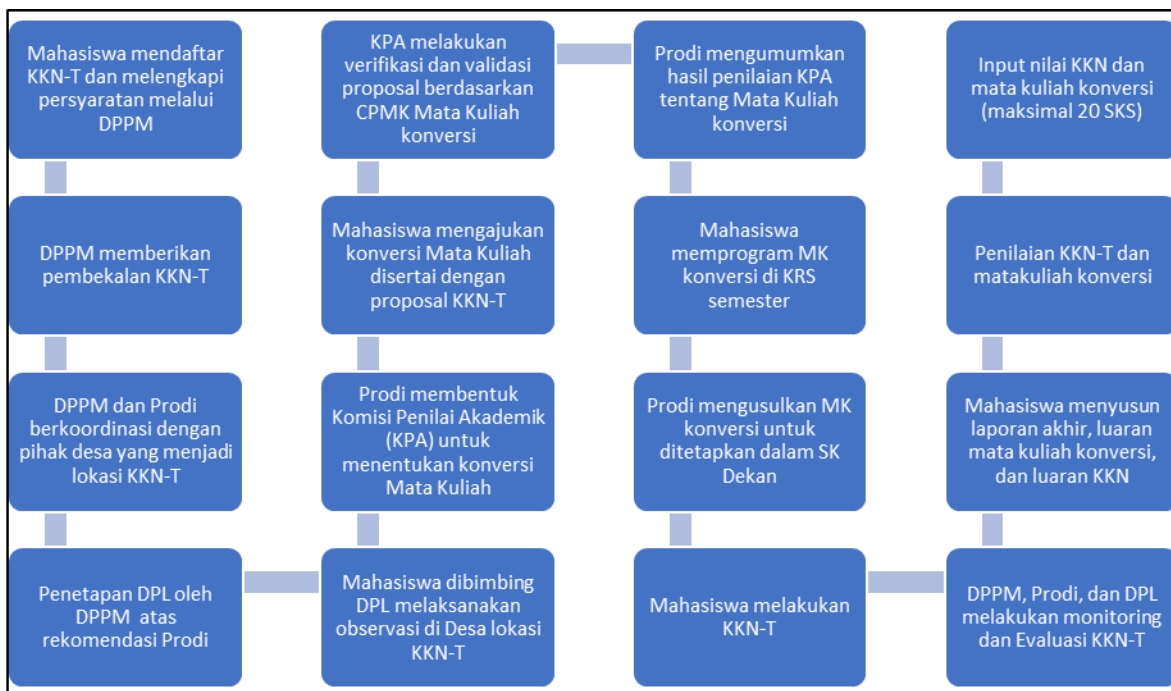 Mahasiswa mendaftar
KKN-T dan melengkapi
persyaratan melalui
DPPM
DPPM memberikan
pembekalan KKN-T
DPPM dan Prodi
berkoordinasi dengan
pihak desa yang menjadi
lokasi KKN-T
Penetapan DPL oleh
DPPM atas
rekomendasi Prodi
Mahasiswa dibimbing
DPL melaksanakan
observasi di Desa lokasi
KKN-T
Prodi membentuk
Komisi Penilai Akademik
(KPA) untuk
menentukan konversi
Mata Kuliah
Mahasiswa mengajukan
konversi Mata Kuliah
disertai dengan
proposal KKN-T
KPA melakukan
verifikasi dan validasi
proposal berdasarkan
CPMK Mata Kuliah
konversi
Prodi mengumumkan
hasil penilaian KPA
tentang Mata Kuliah
konversi
Mahasiswa
memprogram MK
konversi di KRS
semester
Prodi mengusulkan MK
konversi untuk
ditetapkan dalam SK
Dekan
Mahasiswa melakukan
KKN-T
DPPM, Prodi, dan DPL
melakukan monitoring
dan Evaluasi KKN-T
Mahasiswa menyusun
laporan akhir, luaran
mata kuliah konversi,
dan luaran KKN
Penilaian KKN-T dan
matakuliah konversi
Input nilai KKN dan
mata kuliah konversi
(maksimal 20 SKS)